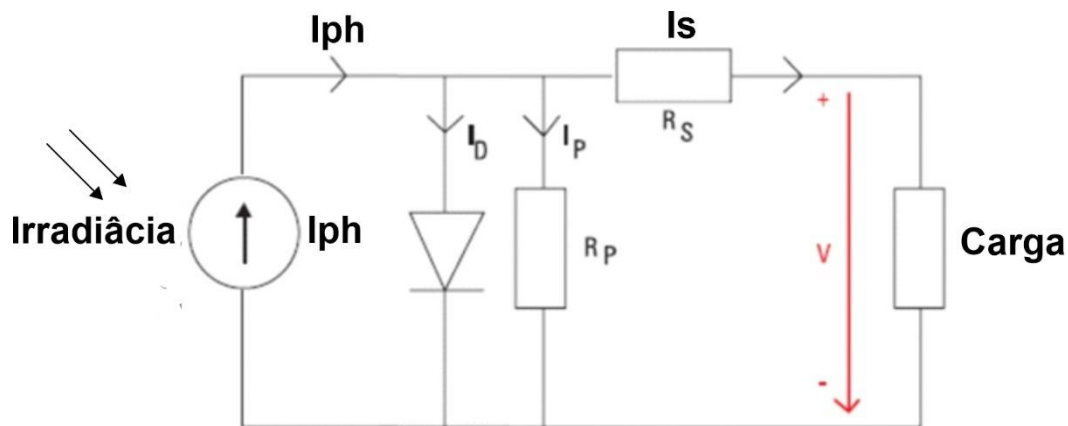 Iph
Is
RS
ID
IP
+
Irradiâcia
Iph
RP
V
Carga
-